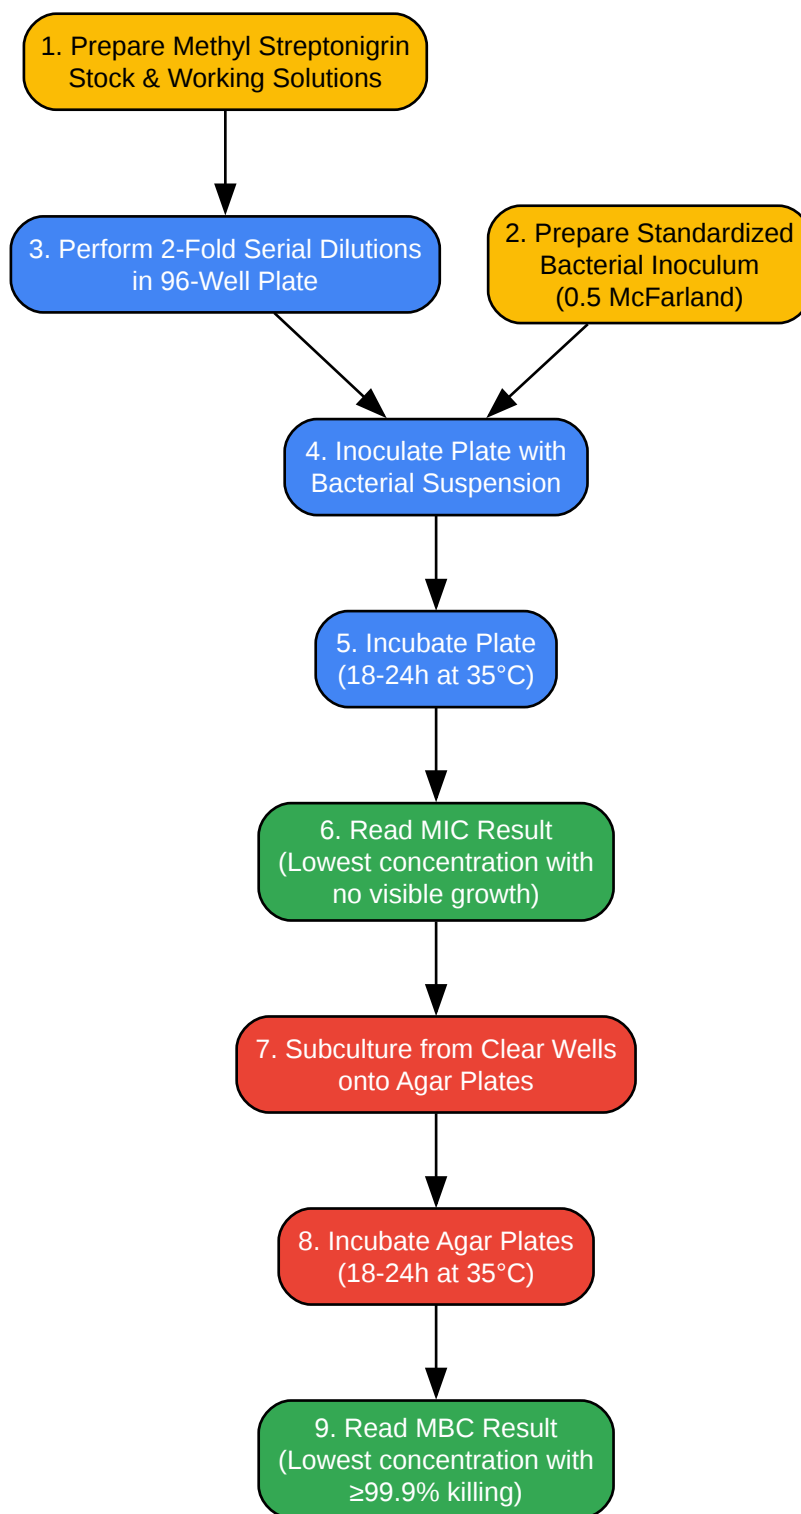 1. Prepare Methyl Streptonigrin
Stock & Working Solutions
2. Prepare Standardized
Bacterial Inoculum
(0.5 McFarland)
3. Perform 2-Fold Serial Dilutions
in 96-Well Plate
4. Inoculate Plate with
Bacterial Suspension
5. Incubate Plate
(18-24h at 35°C)
6. Read MIC Result
(Lowest concentration with
no visible growth)
7. Subculture from Clear Wells
onto Agar Plates
8. Incubate Agar Plates
(18-24h at 35°C)
9. Read MBC Result
(Lowest concentration with
≥99.9% killing)